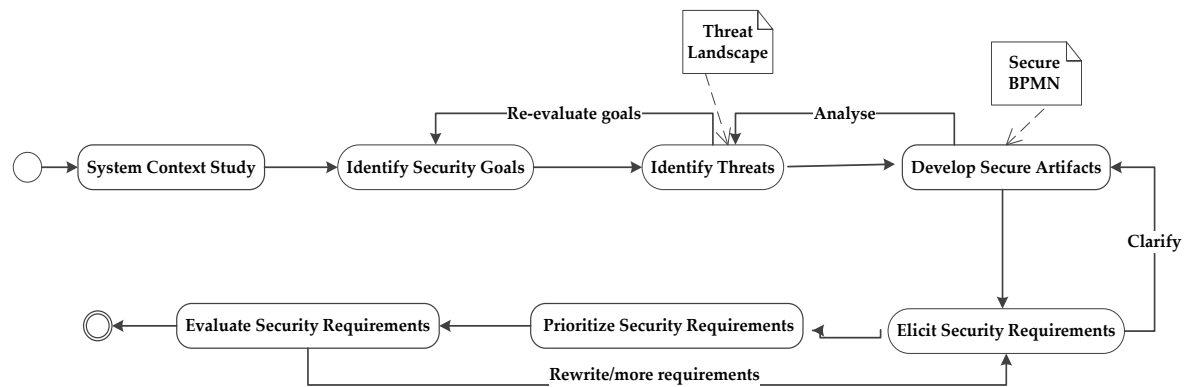 Threat
Landscape
Secure
BPMN
Re-evaluate goals
Analyse
System Context Study
Identify Security Goals
Identify Threats
Develop Secure Artifacts
Clarify
Evaluate Security Requirements
Prioritize Security Requirements
Elicit Security Requirements
Rewrite/more requirements